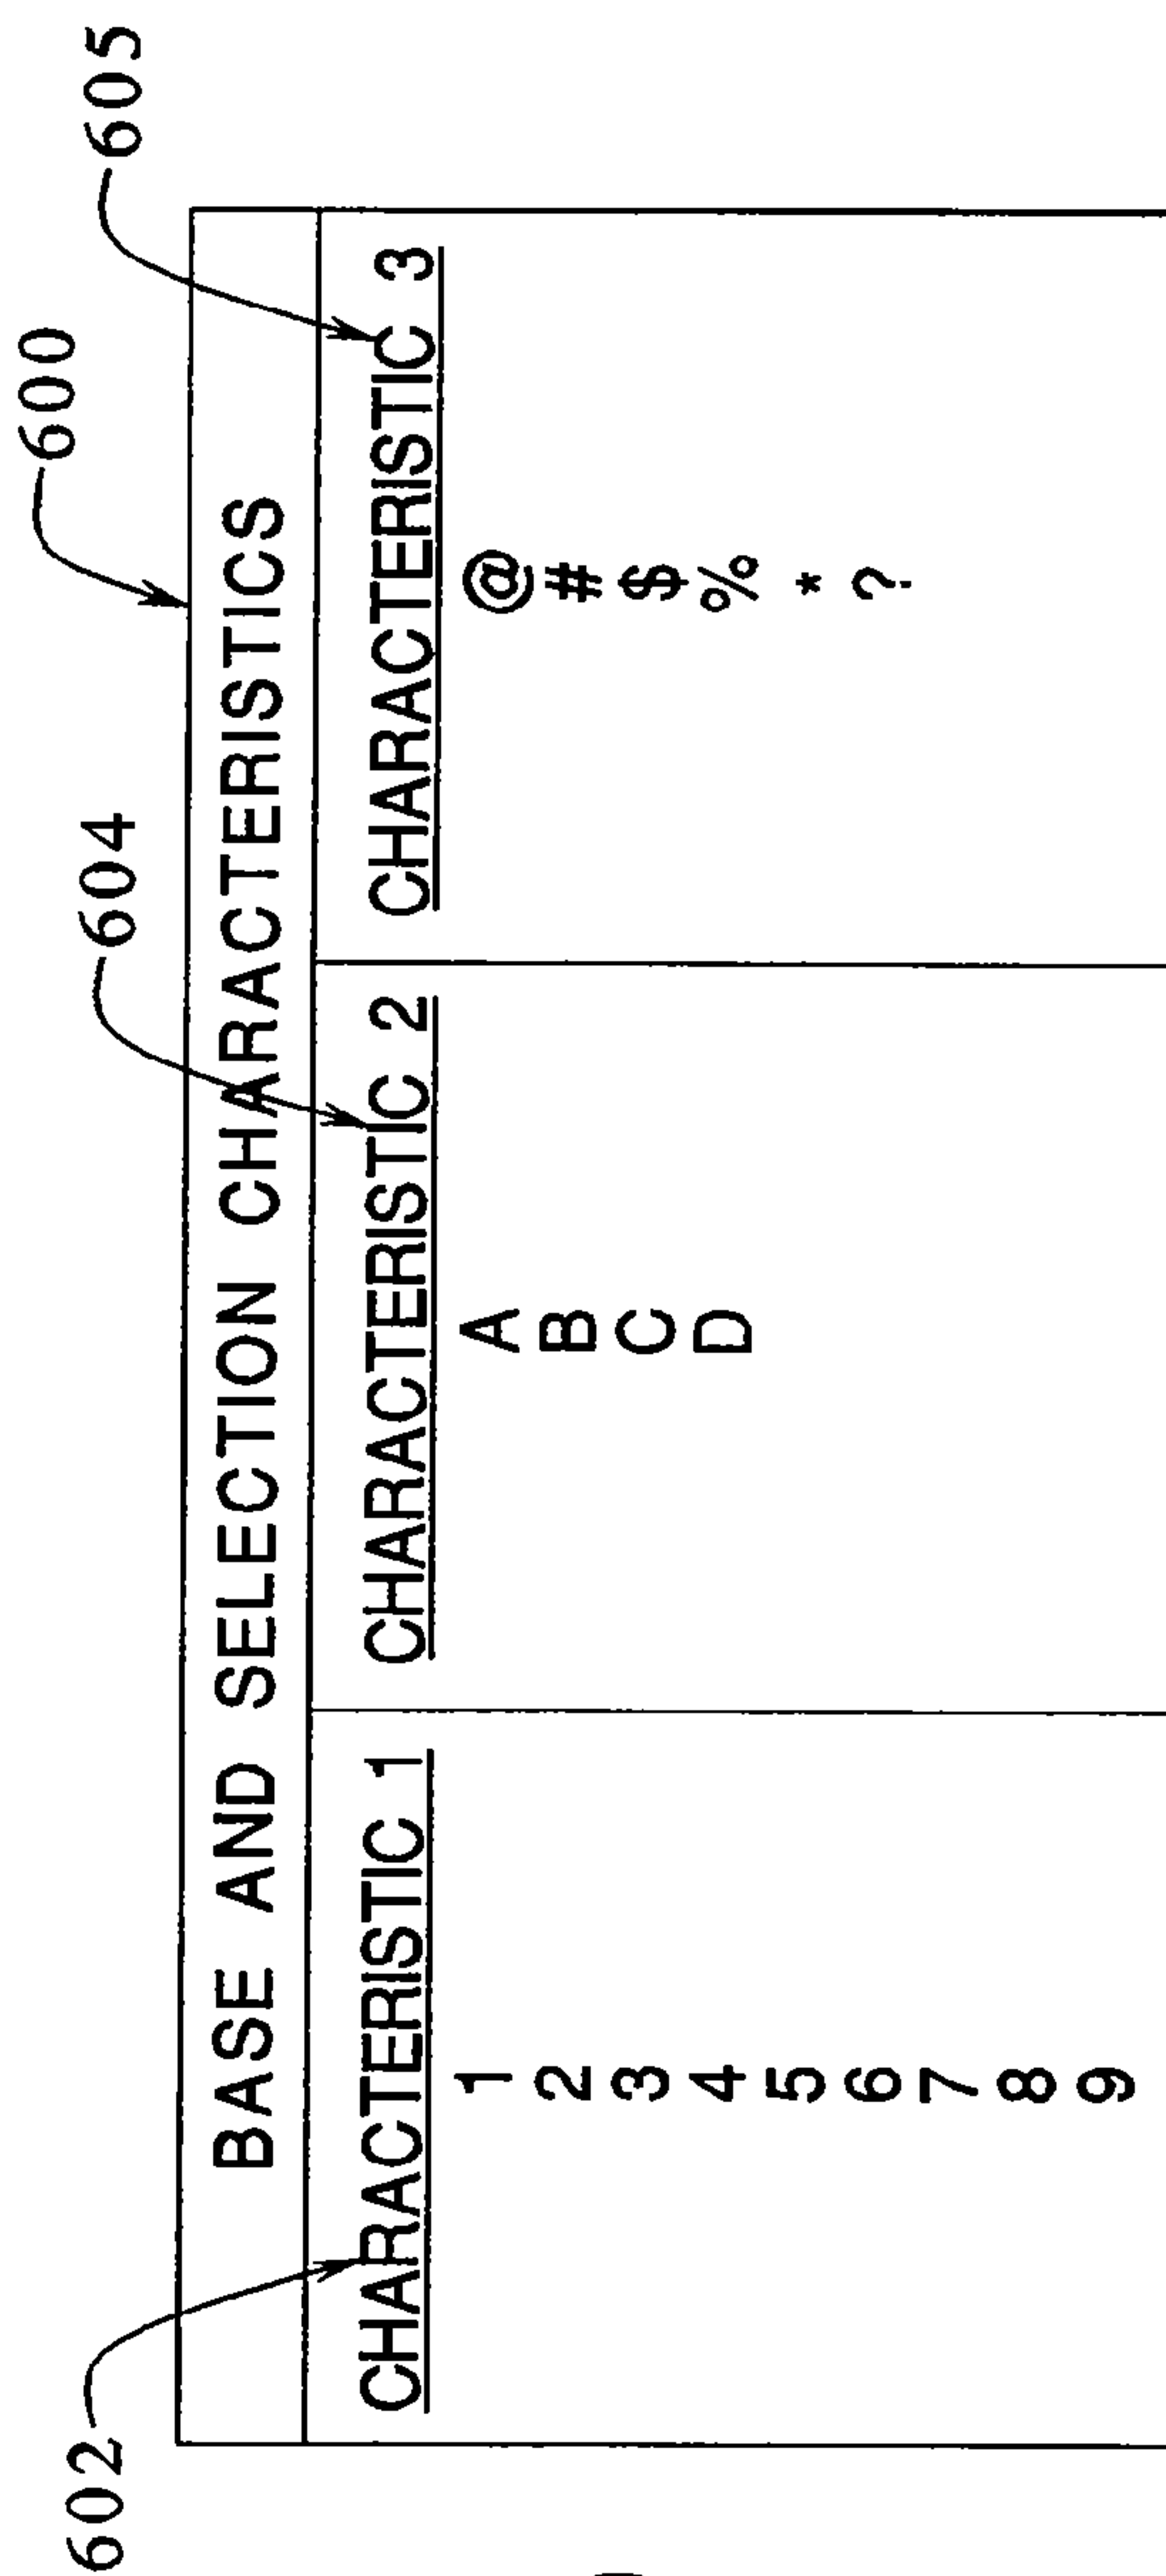 600
602
604
605
BASE AND SELECTION CHARACTERISTICS
CHARACTERISTIC 1
1
2
3
4
5
6
7
8
9
CHARACTERISTIC 2
A
B
C
D
CHARACTERISTIC 3
@
#
$
%
*
?